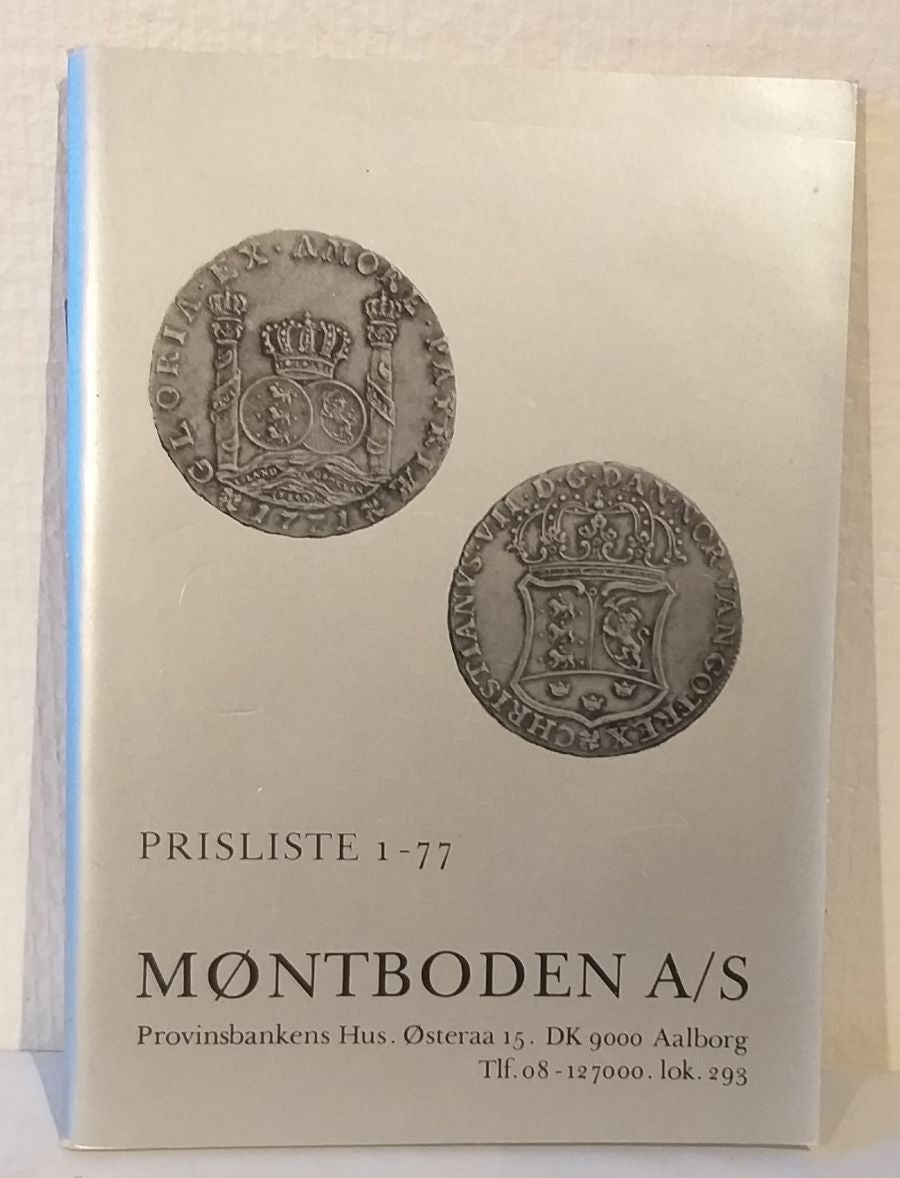 GLORIA·EX·AMORE·PATRIÆ
1771
CHRISTIANUS·VII·D·G·DAN·NOR·VAN·GOT·REX
PRISLISTE 1-77
MØNTBODEN A/S
Provinsbankens Hus. Østeraa 15. DK 9000 Aalborg
Tlf. 08-127000. lok. 293